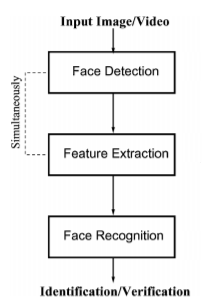 Input Image/Video
Face Detection
Simultaneously
Feature Extraction
Face Recognition
Identification/Verification